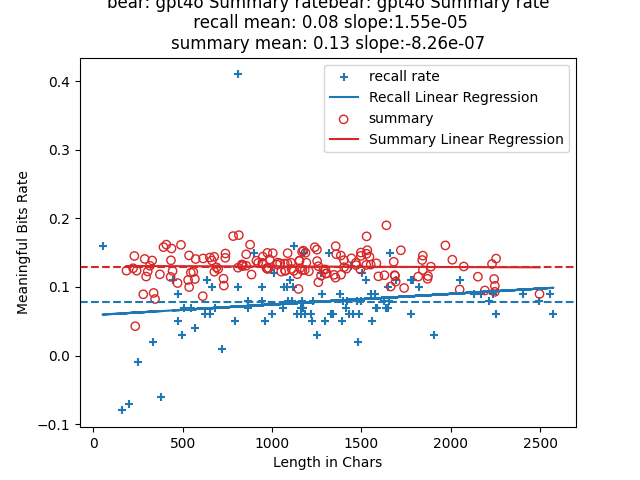 bear: gpt4o Summary ratebear: gpt4o Summary rate
recall mean: 0.08 slope:1.55e-05
summary mean: 0.13 slope:-8.26e-07
recall rate
Recall Linear Regression
summary
Summary Linear Regression
0.4
0.3
0.2
0.1
0.0
−0.1
Meaningful Bits Rate
0
500
1000
1500
2000
2500
Length in Chars